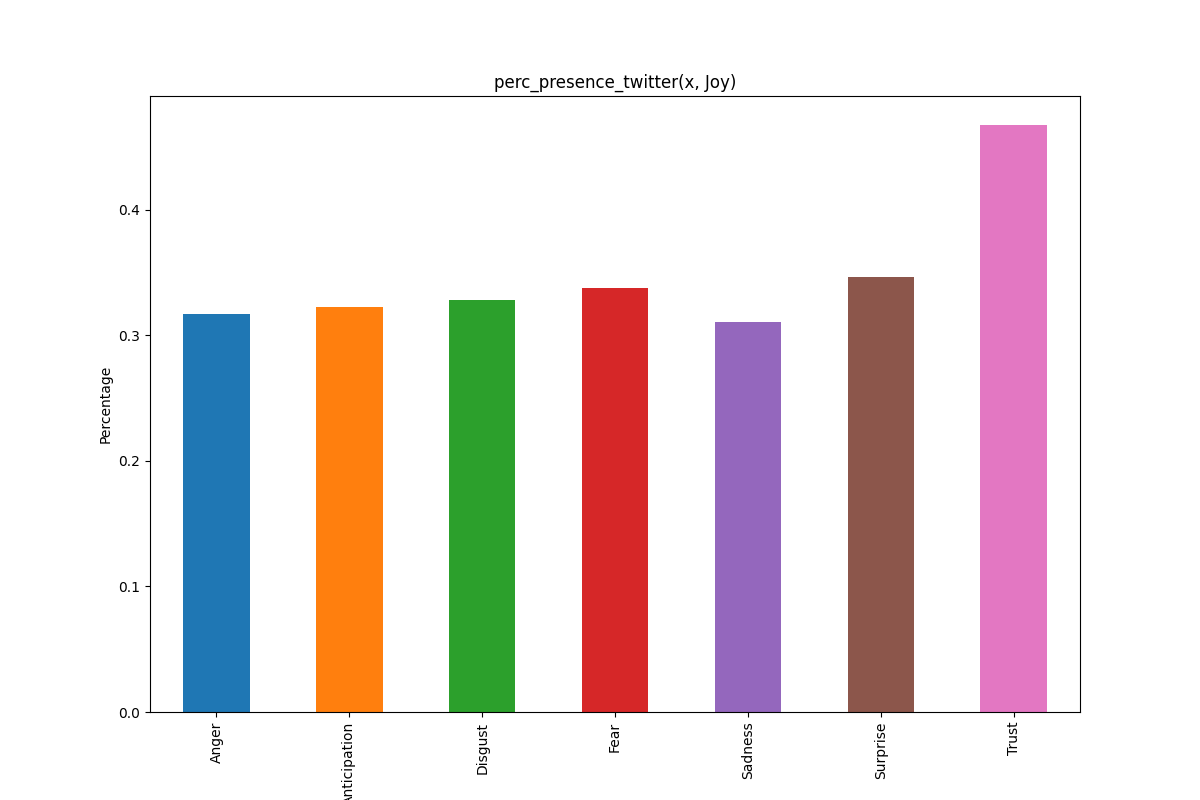 perc_presence_twitter(x, Joy)
Percentage
0.4
0.3
0.2
0.1
0.0
Anger
Anticipation
Disgust
Fear
Sadness
Surprise
Trust